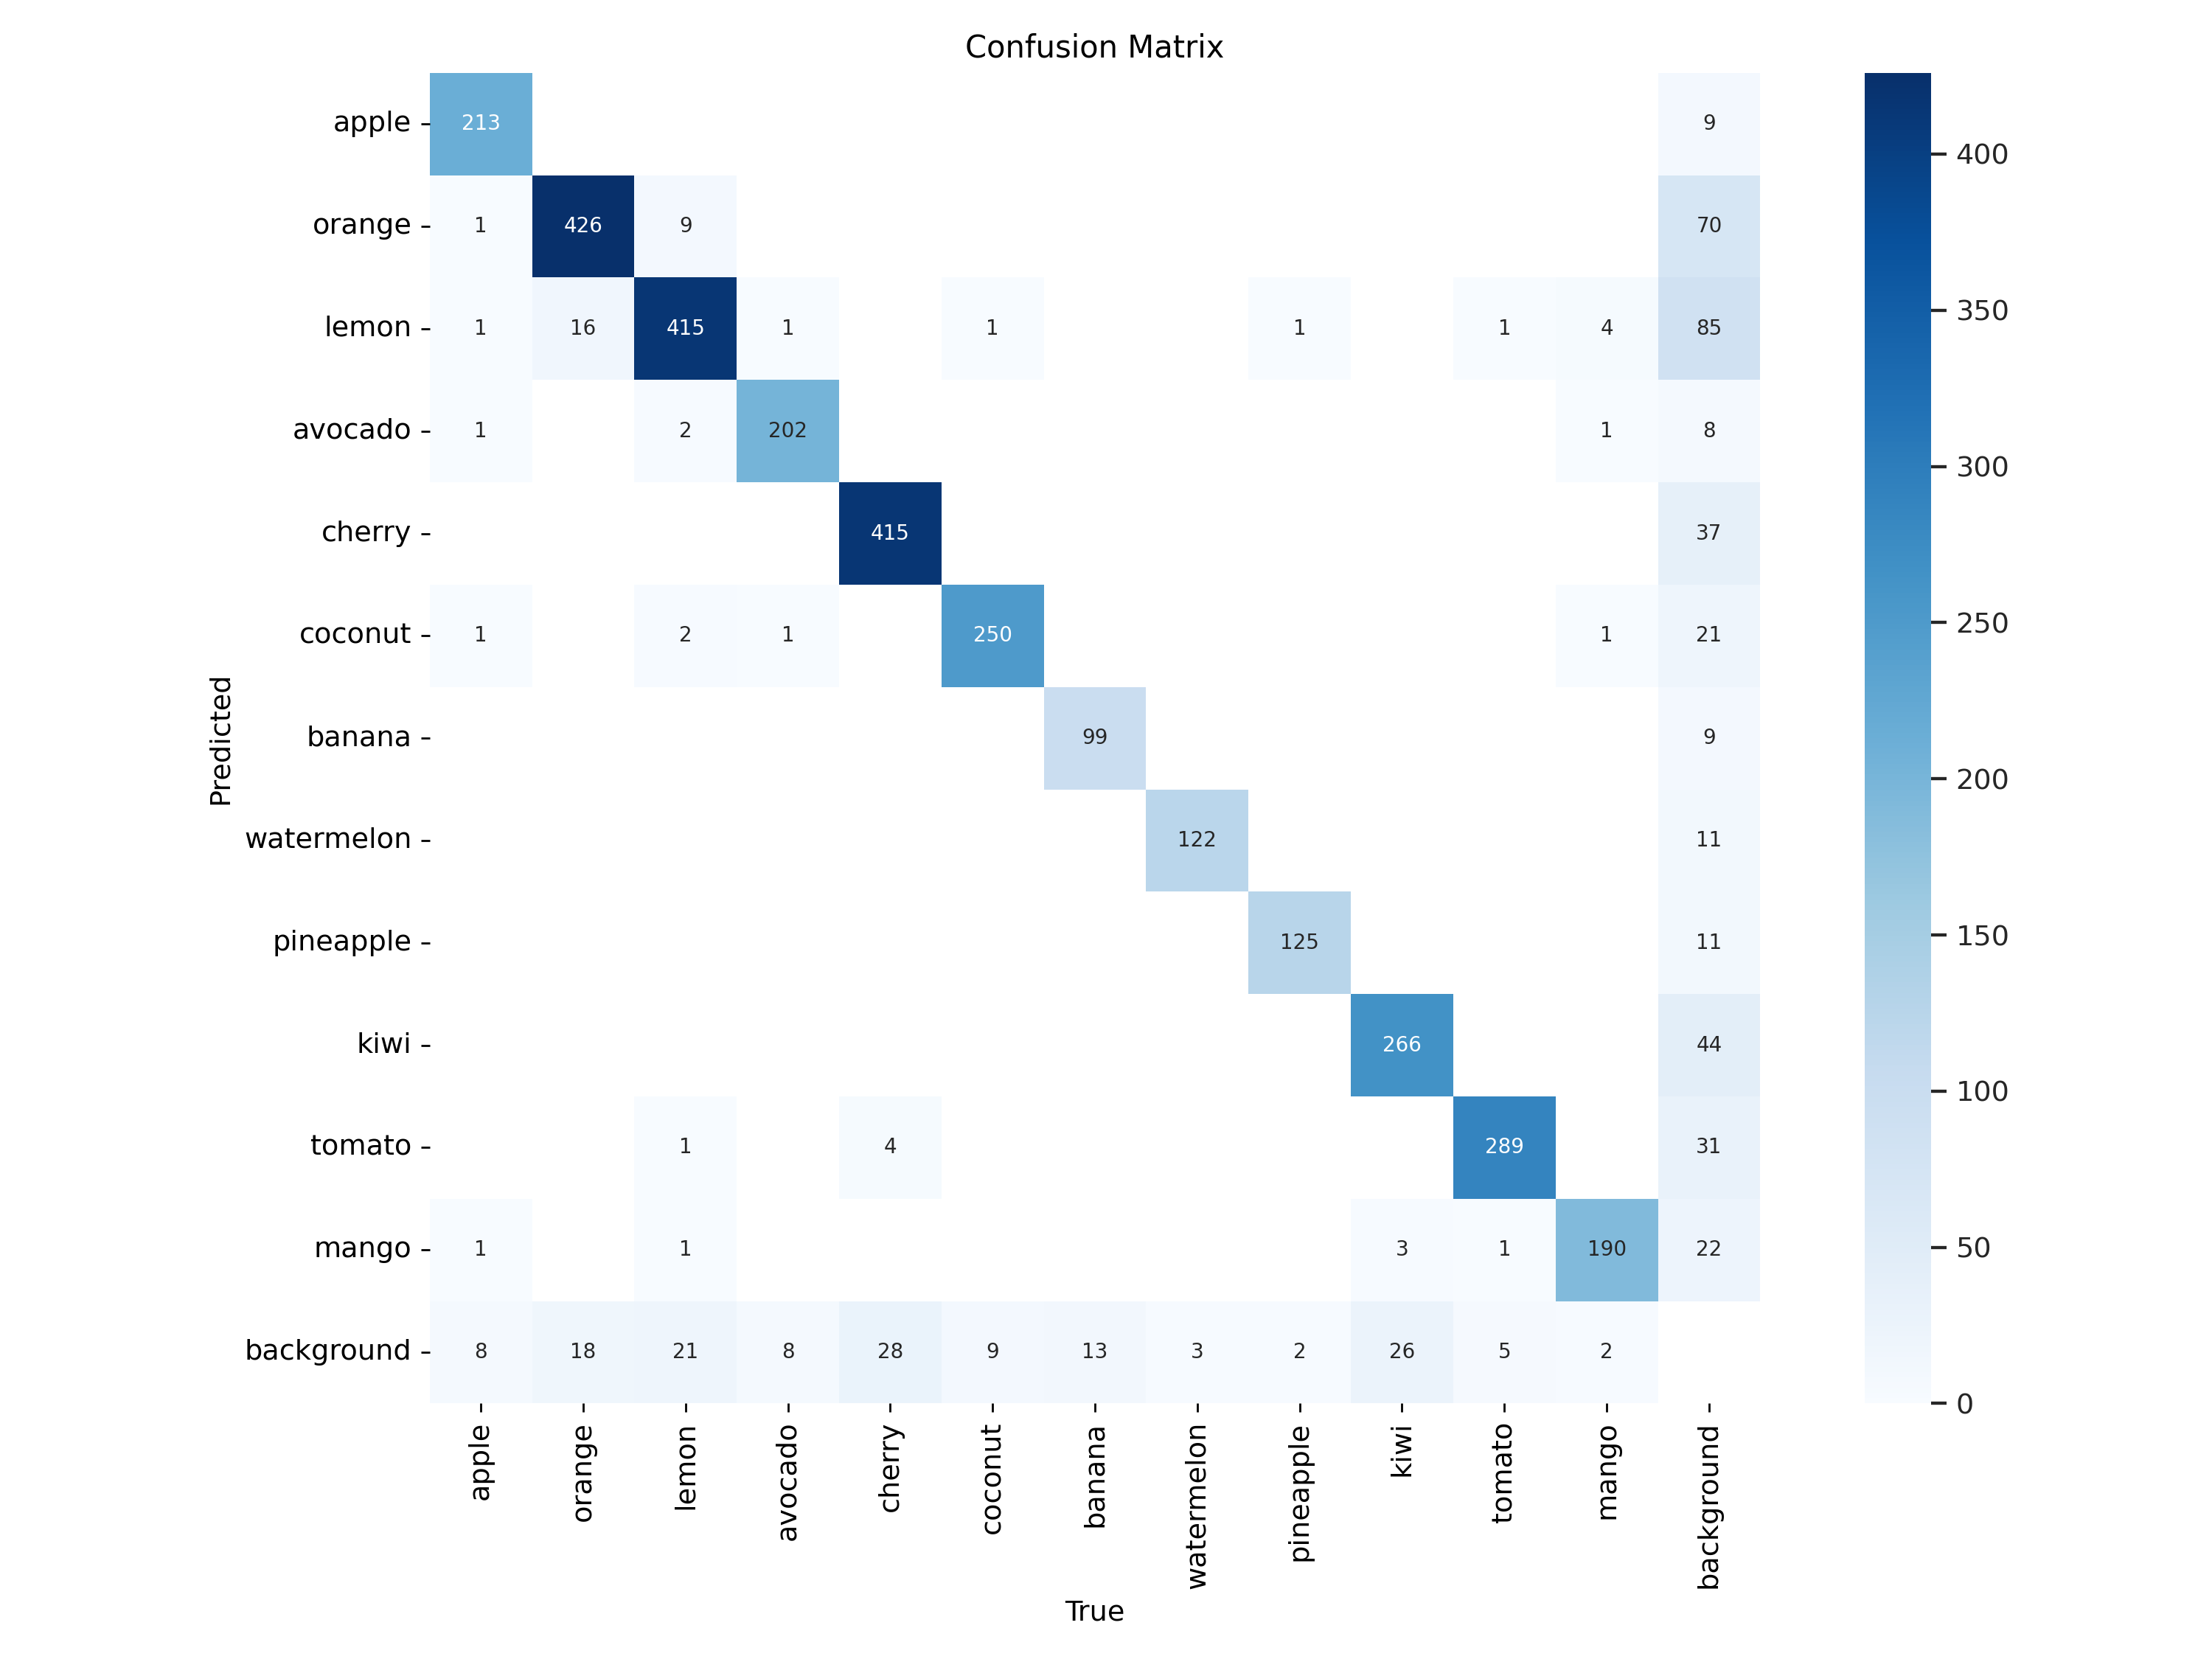 Confusion Matrix
apple 213 9
orange 1 426 9 70
lemon 1 16 415 1 1 1 1 4 85
avocado 1 2 202 1 8
cherry 415 37
coconut 1 2 1 250 1 21
banana 99 9
watermelon 122 11
pineapple 125 11
kiwi 266 44
tomato 1 4 289 31
mango 1 1 3 1 190 22
background 8 18 21 8 28 9 13 3 2 26 5 2
Predicted
apple orange lemon avocado cherry coconut banana watermelon pineapple kiwi tomato mango background
True
400
350
300
250
200
150
100
50
0